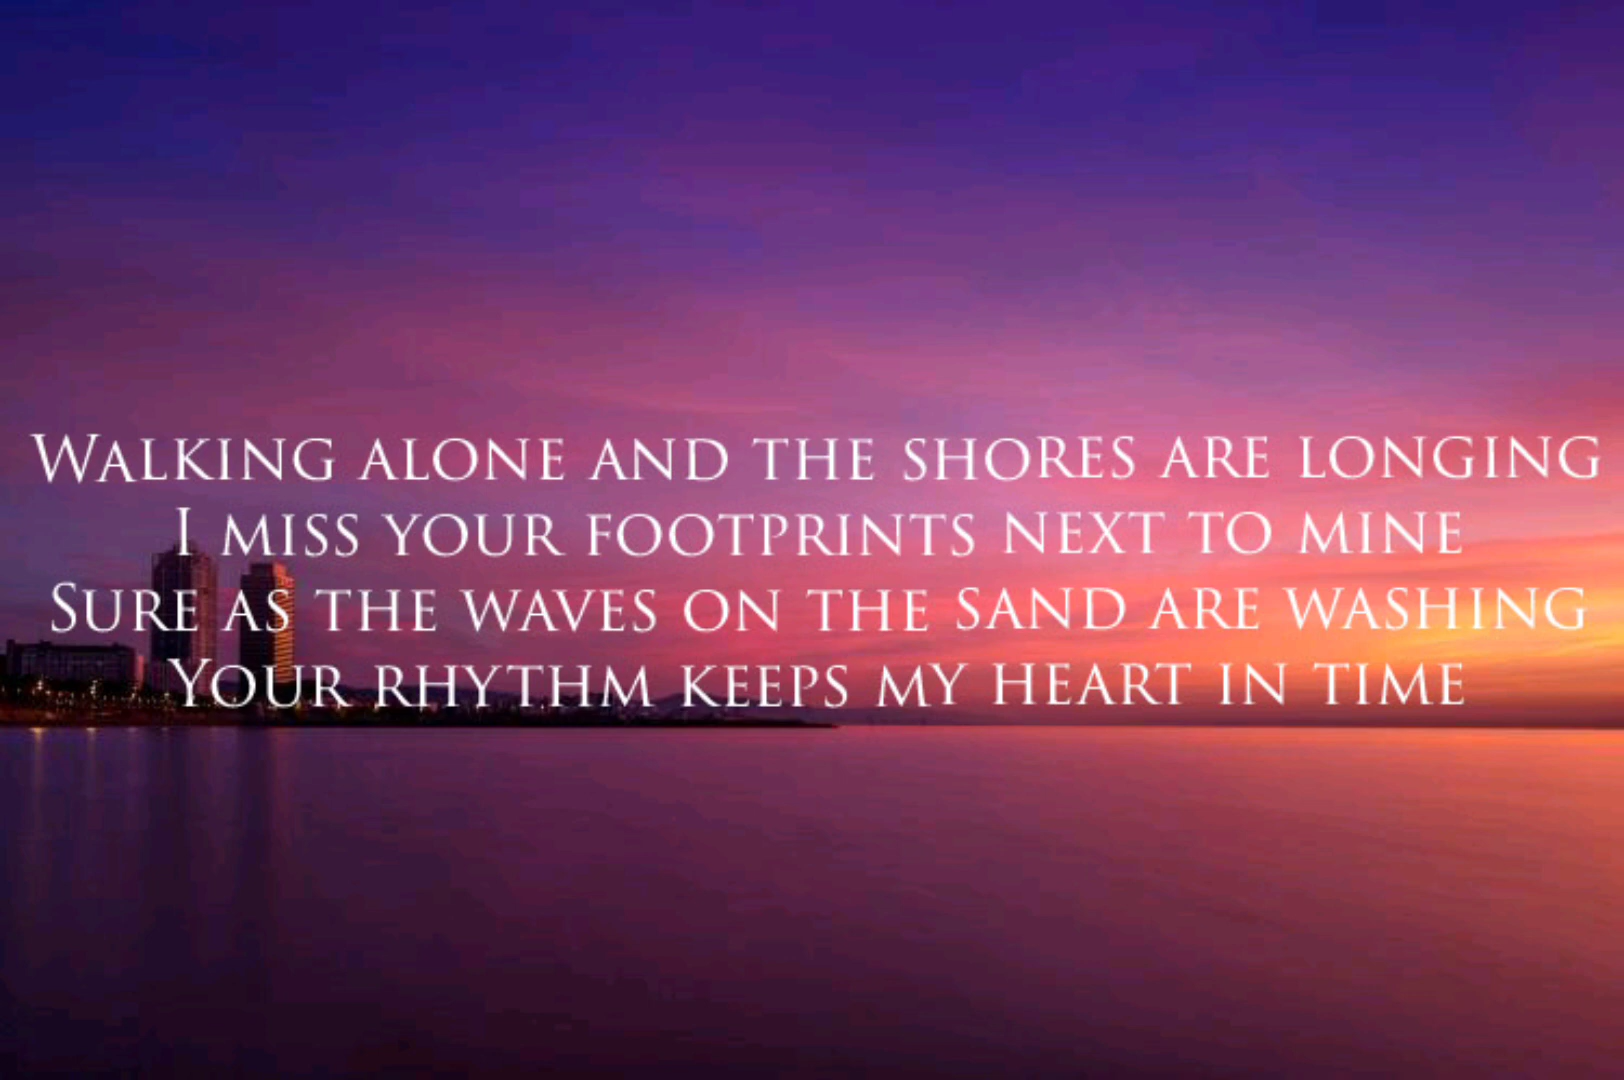 Walking alone and the shores are longing
I miss your footprints next to mine
Sure as the waves on the sand are washing
Your rhythm keeps my heart in time